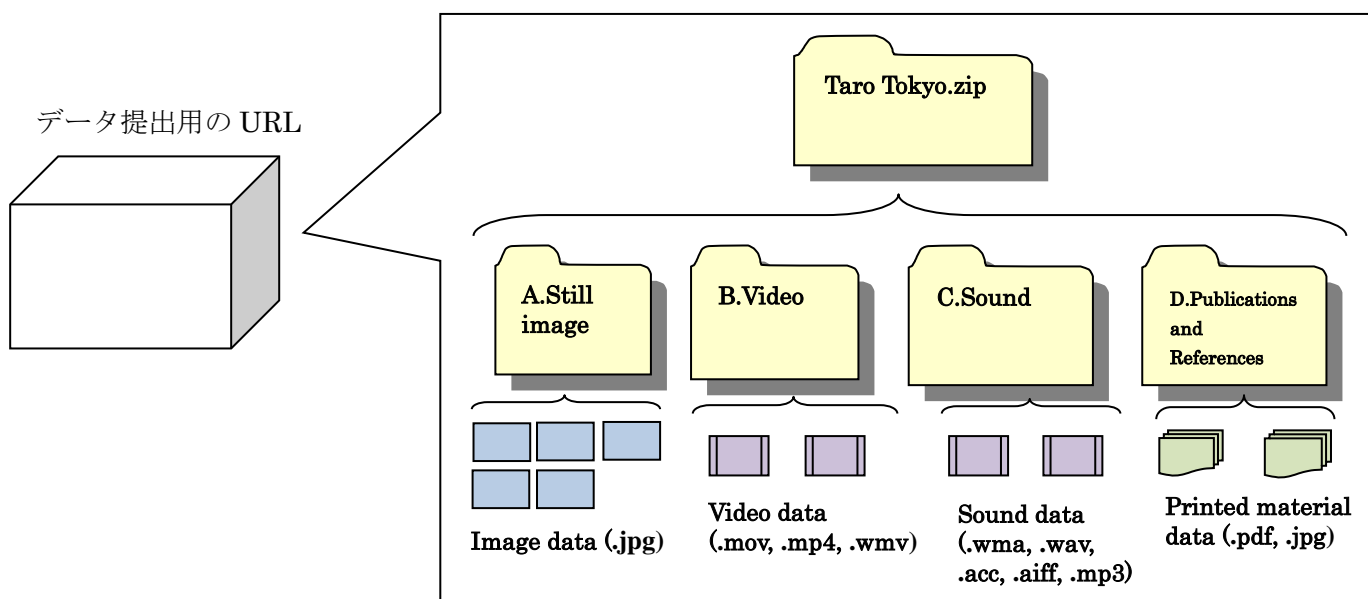 データ提出用の URL
Taro Tokyo.zip
A.Still
image
B.Video
C.Sound
D.Publications
and
References
Image data (.jpg)
Video data
(.mov, .mp4, .wmv)
Sound data
(.wma, .wav,
.acc, .aiff, .mp3)
Printed material
data (.pdf, .jpg)